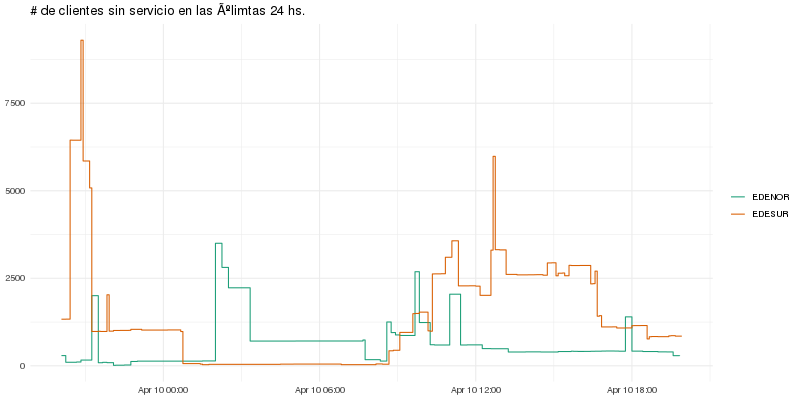 # de clientes sin servicio en las Ãºlimtas 24 hs.
7500
5000
2500
0
Apr 10 00:00
Apr 10 06:00
Apr 10 12:00
Apr 10 18:00
EDENOR
EDESUR